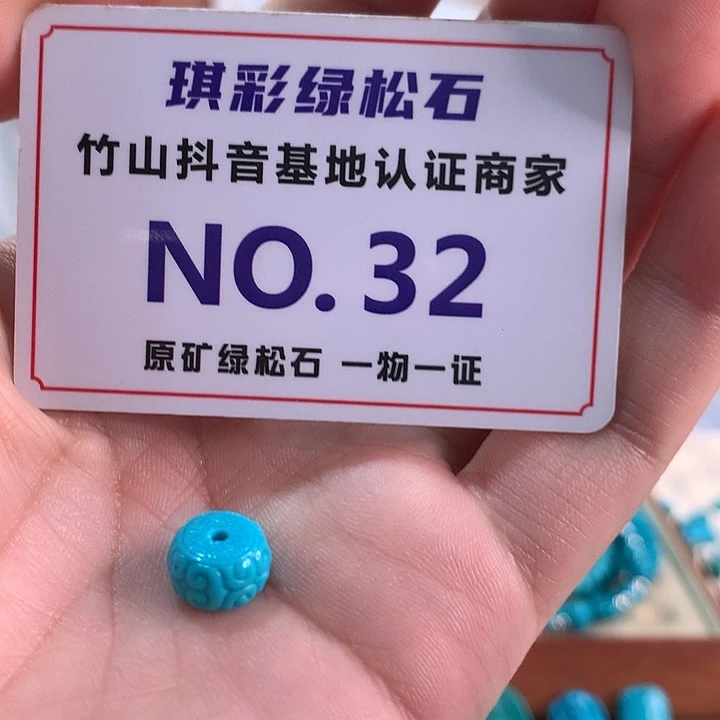 琪彩绿松石
竹山抖音基地认证商家
NO. 32
原矿绿松石 一物一证